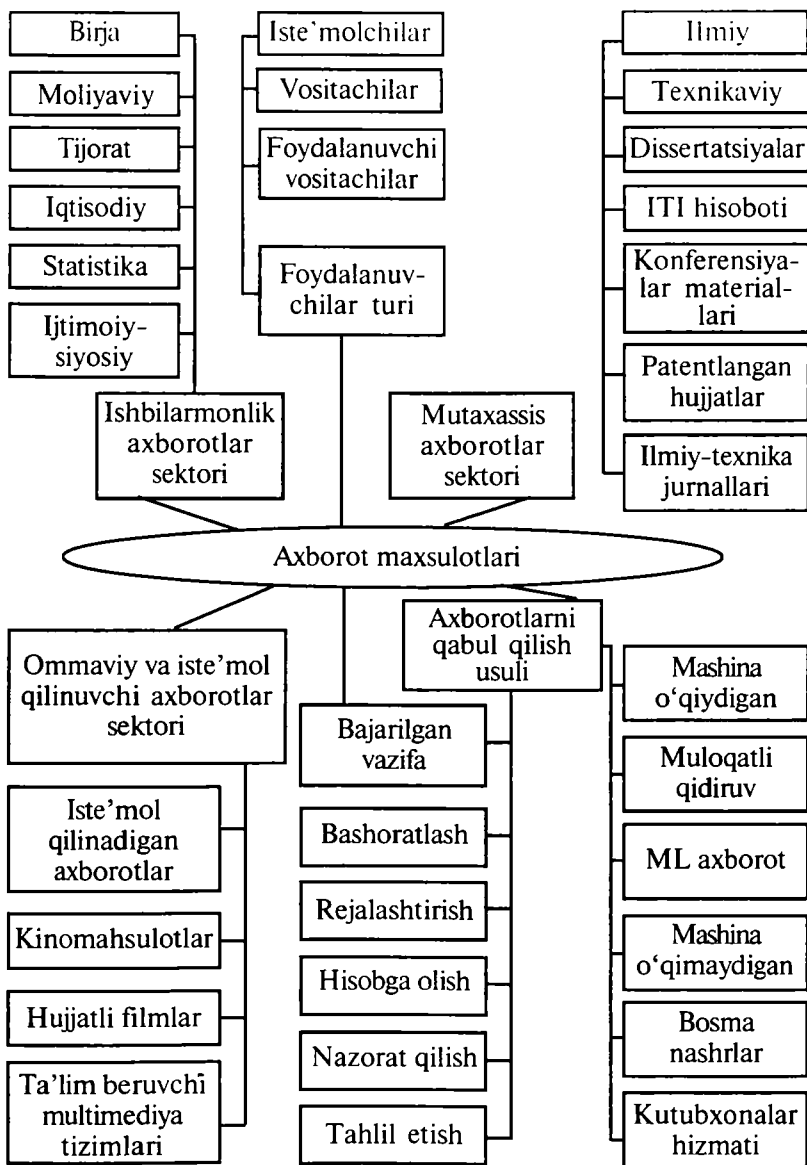 Birja
Moliyaviy
Tijorat
Iqtisodiy
Statistika
Ijtimoiy-
siyosiy
Ishbilarmonlik
axborotlar
sektori
Iste`molchilar
Vositachilar
Foydalanuvchi
vositachilar
Foydalanuv-
chilar turi
Mutaxassis
axborotlar
sektori
Ilmiy
Texnikaviy
Dissertatsiyalar
ITI hisoboti
Konferensiya-
lar material-
lari
Patentlangan
hujjatlar
Ilmiy-texnika
jurnallari
Axborot maxsulotlari
Ommaviy va iste’mol
qilinuvchi axborotlar
sektori
Iste’mol
qilinadigan
axborotlar
Kinomahsulotlar
Hujjatli filmlar
Ta’lim beruvchi
multimediya
tizimlari
Bajarilgan
vazifa
Bashoratlash
Rejalashtirish
Hisobga olish
Nazorat qilish
Tahlil etish
Axborotlarni
qabul qilish
usuli
Mashina
o‘qiydigan
Muloqatli
qidiruv
ML axborot
Mashina
o‘qimaydigan
Bosma
nashrlar
Kutubxonalar
hizmati